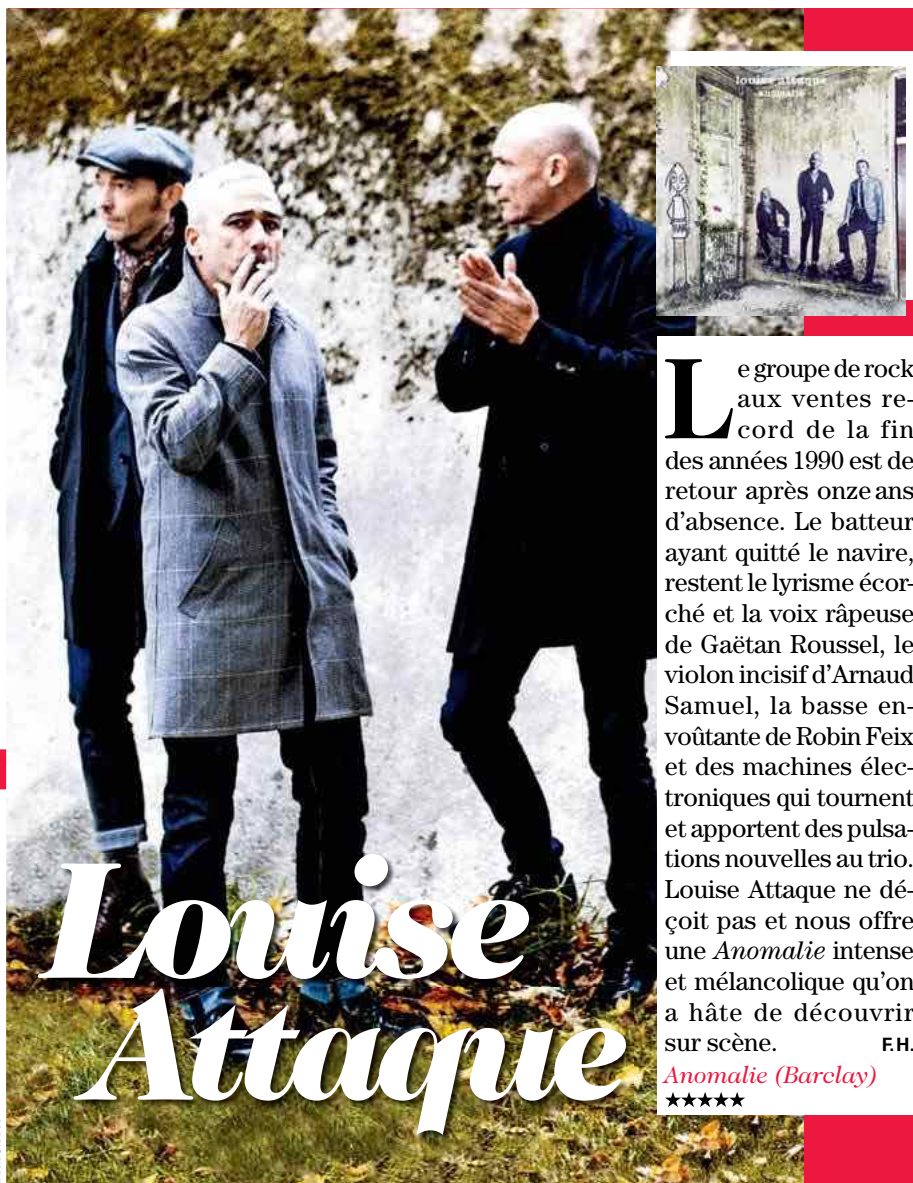 louise attaque
anomalie
Louise
Attaque
Le groupe de rock
aux ventes re-
cord de la fin
des années 1990 est de
retour après onze ans
d’absence. Le batteur
ayant quitté le navire,
restent le lyrisme écor-
ché et la voix râpeuse
de Gaëtan Roussel, le
violon incisif d’Arnaud
Samuel, la basse en-
voûtante de Robin Feix
et des machines élec-
troniques qui tournent
et apportent des pulsa-
tions nouvelles au trio.
Louise Attaque ne dé-
çoit pas et nous offre
une Anomalie intense
et mélancolique qu’on
a hâte de découvrir
sur scène. F.H.
Anomalie (Barclay)
★★★★★